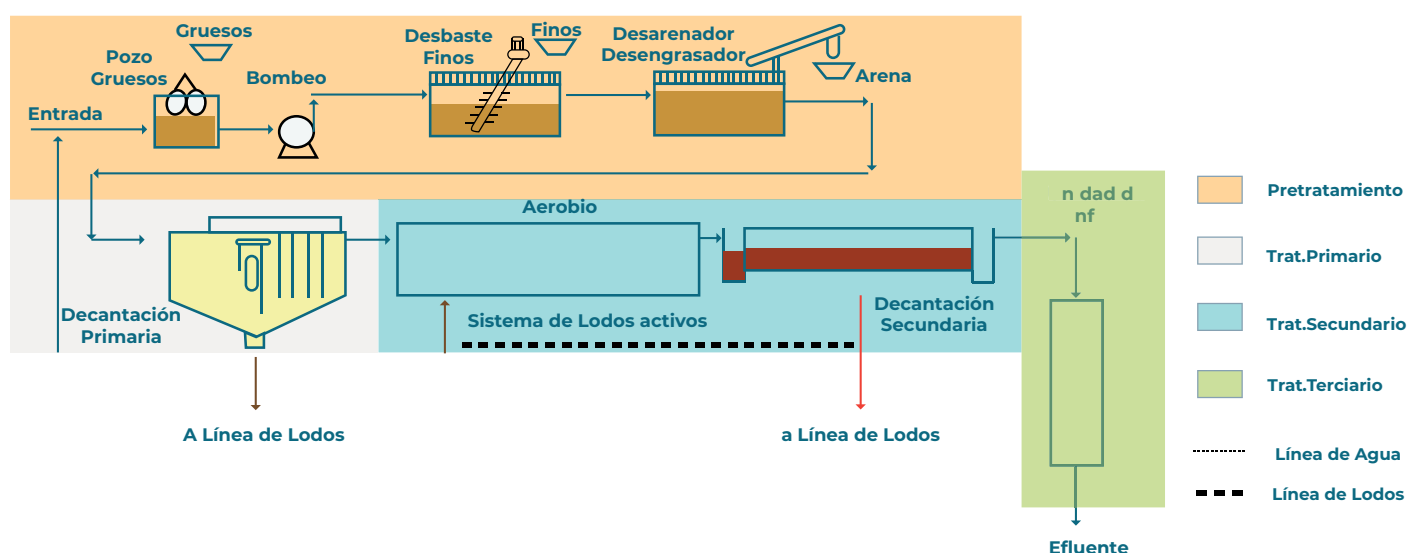 Gruesos
Pozo
Gruesos
Entrada
Bombeo
Desbaste
Finos
Finos
Desarenador
Desengrasador
Arena
Aerobio
Decantación
Primaria
Sistema de Lodos activos
Decantación
Secundaria
A Línea de Lodos
a Línea de Lodos
n dad d
nf
Efluente
Pretratamiento
Trat.Primario
Trat.Secundario
Trat.Terciario
Línea de Agua
Línea de Lodos